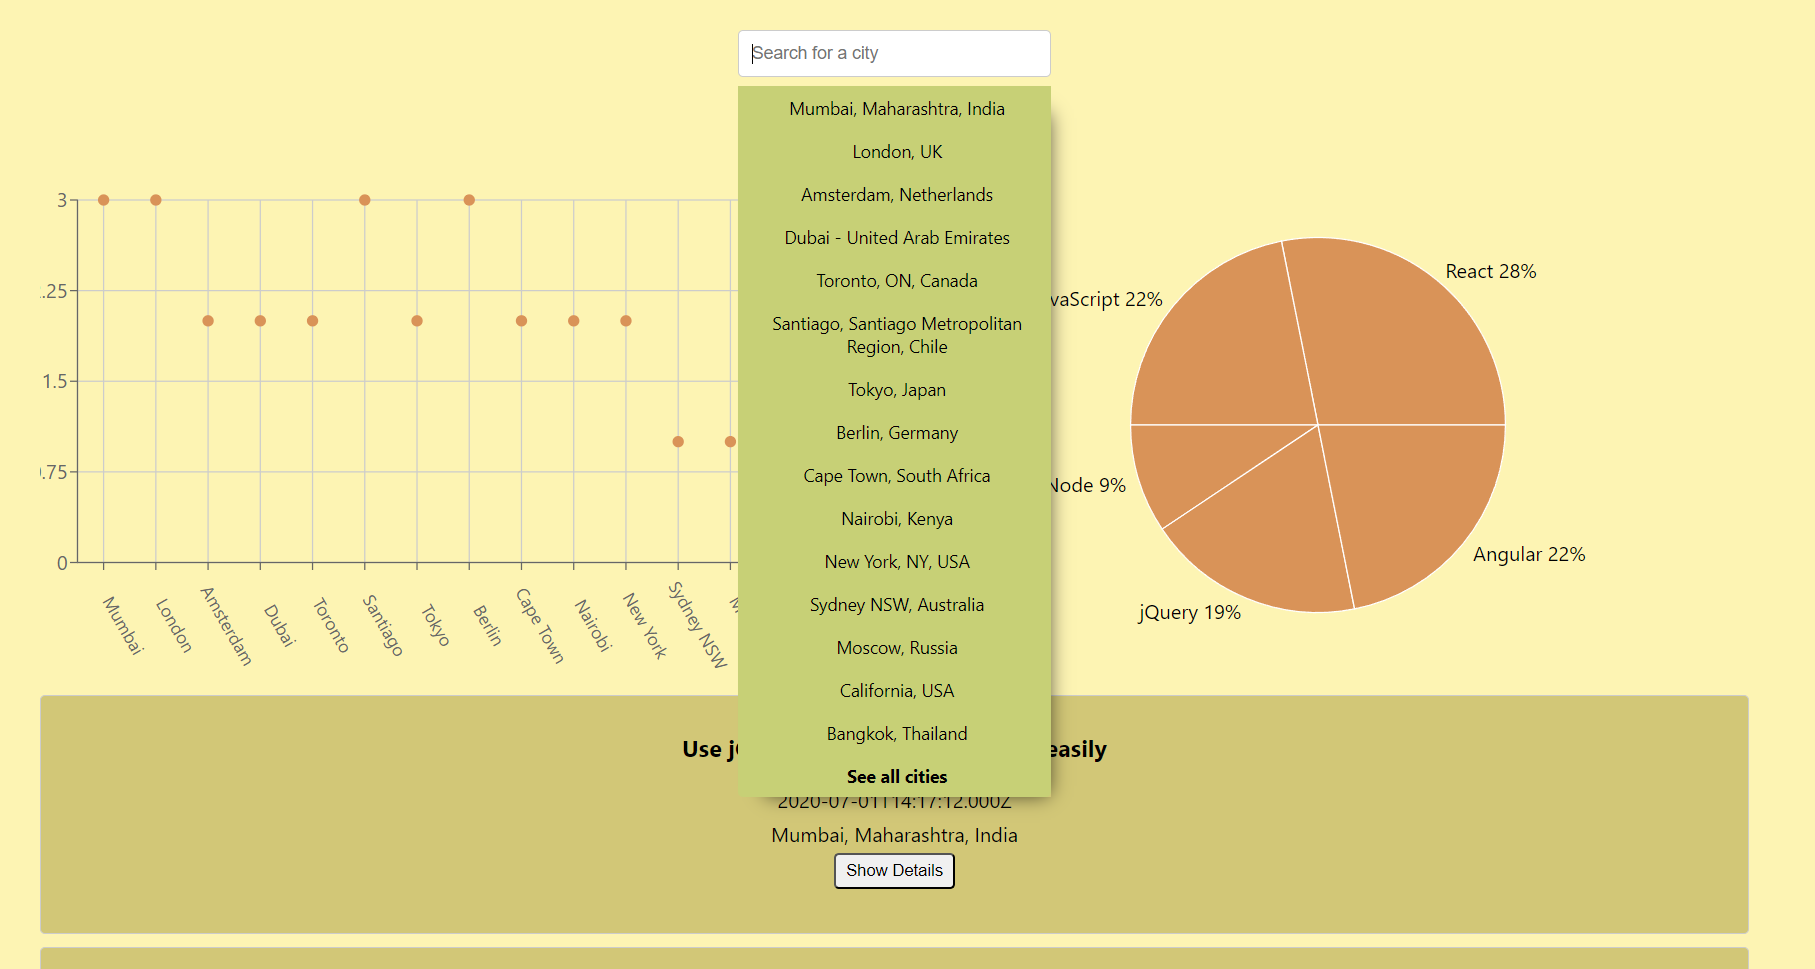 Search for a city
Mumbai, Maharashtra, India
London, UK
Amsterdam, Netherlands
Dubai - United Arab Emirates
Toronto, ON, Canada
Santiago, Santiago Metropolitan
Region, Chile
Tokyo, Japan
Berlin, Germany
Cape Town, South Africa
Nairobi, Kenya
New York, NY, USA
Sydney NSW, Australia
Moscow, Russia
California, USA
Bangkok, Thailand
See all cities
3
.25
1.5
.75
0
Mumbai
London
Amsterdam
Dubai
Toronto
Santiago
Tokyo
Berlin
Cape Town
Nairobi
New York
Sydney NSW
React 28%
vaScript 22%
Node 9%
jQuery 19%
Angular 22%
Use j easily
2020-07-01T14:17:12.000Z
Mumbai, Maharashtra, India
Show Details